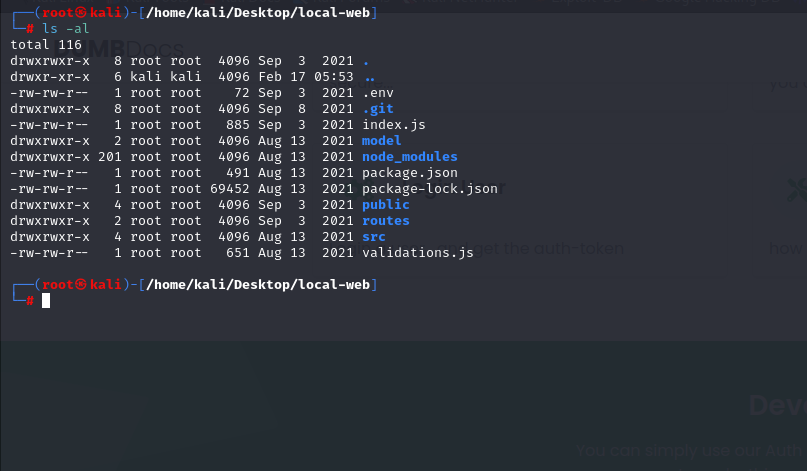 ┌──(root㉿kali)-[/home/kali/Desktop/local-web]
└─# ls -al
total 116
drwxrwxr-x   8 root root  4096 Sep  3  2021 .
drwxr-xr-x   6 kali kali  4096 Feb 17 05:53 ..
-rw-rw-r--   1 root root    72 Sep  3  2021 .env
drwxrwxr-x   8 root root  4096 Sep  8  2021 .git
-rw-rw-r--   1 root root   885 Sep  3  2021 index.js
drwxrwxr-x   2 root root  4096 Aug 13  2021 model
drwxrwxr-x 201 root root  4096 Aug 13  2021 node_modules
-rw-rw-r--   1 root root   491 Aug 13  2021 package.json
-rw-rw-r--   1 root root 69452 Aug 13  2021 package-lock.json
drwxrwxr-x   4 root root  4096 Sep  3  2021 public
drwxrwxr-x   2 root root  4096 Sep  3  2021 routes
drwxrwxr-x   4 root root  4096 Aug 13  2021 src
-rw-rw-r--   1 root root   651 Aug 13  2021 validations.js
┌──(root㉿kali)-[/home/kali/Desktop/local-web]
└─#
DUMBDocs
get the auth-token
how
You can simply use our Auth